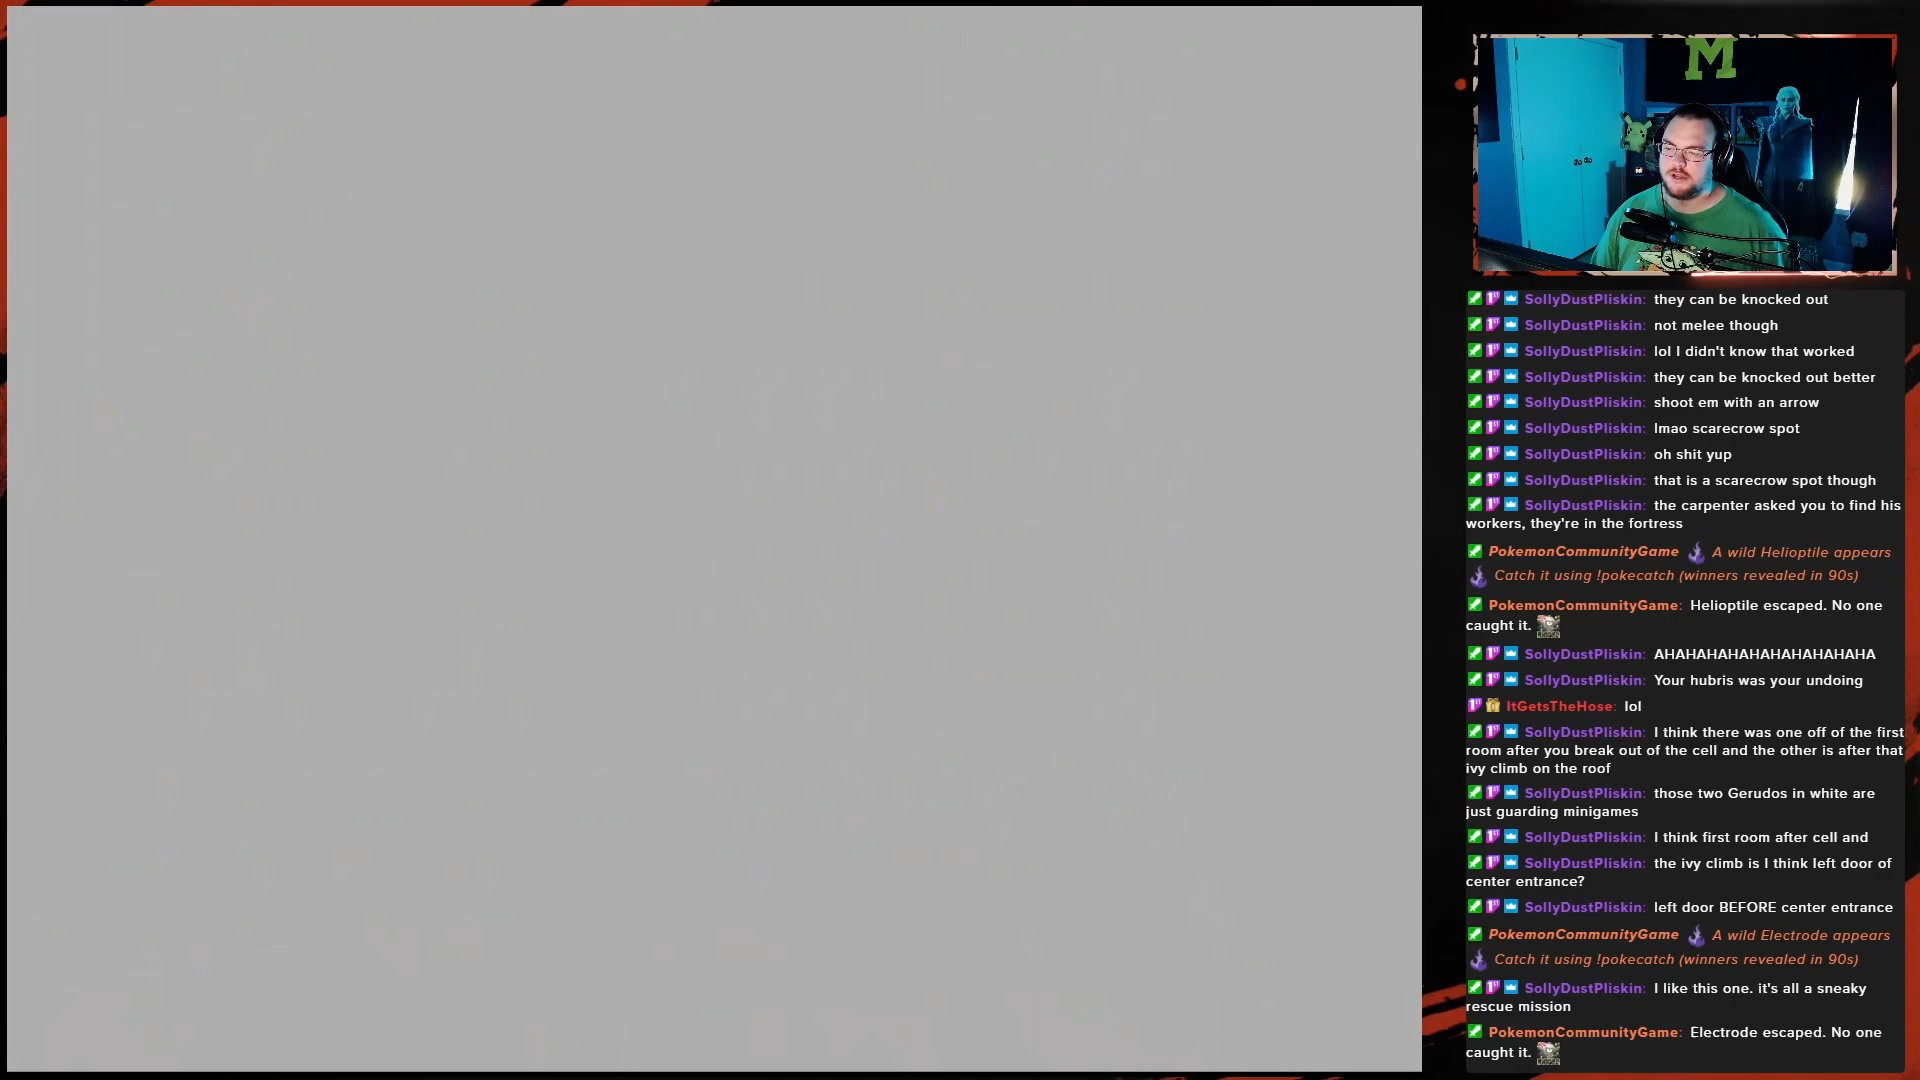 M
SollyDustPliskin: they can be knocked out
SollyDustPliskin: not melee though
SollyDustPliskin: lol I didn't know that worked
SollyDustPliskin: they can be knocked out better
SollyDustPliskin: shoot em with an arrow
SollyDustPliskin: lmao scarecrow spot
SollyDustPliskin: oh shit yup
SollyDustPliskin: that is a scarecrow spot though
SollyDustPliskin: the carpenter asked you to find his
workers, they're in the fortress
PokemonCommunityGame A wild Helioptile appears
Catch it using !pokecatch (winners revealed in 90s)
PokemonCommunityGame: Helioptile escaped. No one
caught it.
SollyDustPliskin: AHAHAHAHAHAHAHAHAHAHA
SollyDustPliskin: Your hubris was your undoing
ItGetsTheHose: lol
SollyDustPliskin: I think there was one off of the first
room after you break out of the cell and the other is after that
ivy climb on the roof
SollyDustPliskin: those two Gerudos in white are
just guarding minigames
SollyDustPliskin: I think first room after cell and
SollyDustPliskin: the ivy climb is I think left door of
center entrance?
SollyDustPliskin: left door BEFORE center entrance
PokemonCommunityGame A wild Electrode appears
Catch it using !pokecatch (winners revealed in 90s)
SollyDustPliskin: I like this one. it's all a sneaky
rescue mission
PokemonCommunityGame: Electrode escaped. No one
caught it.